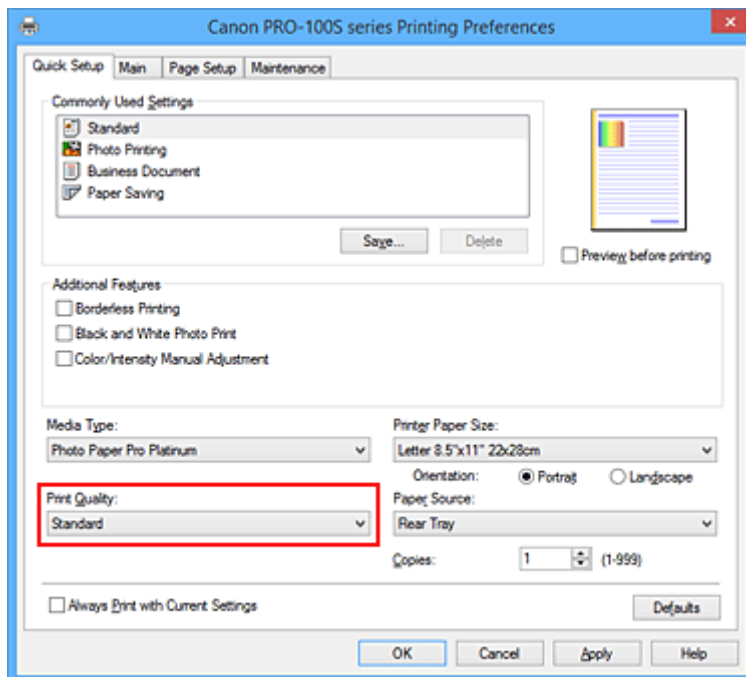 Canon PRO-100S series Printing Preferences
Quick Setup Main Page Setup Maintenance
Commonly Used Settings
Standard
Photo Printing
Business Document
Paper Saving
Save... Delete
Preview before printing
Additional Features
Borderless Printing
Black and White Photo Print
Color/Intensity Manual Adjustment
Media Type: Printer Paper Size:
Photo Paper Pro Platinum Letter 8.5"x11" 22x28cm
Orientation: Portrait Landscape
Print Quality: Paper Source:
Standard Rear Tray
Copies: 1 (1-999)
Always Print with Current Settings Defaults
OK Cancel Apply Help